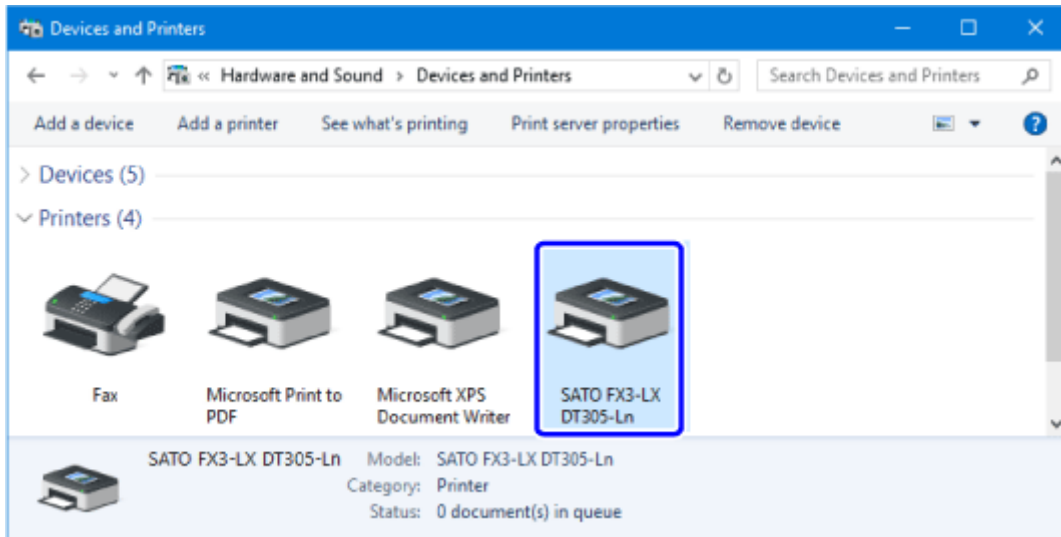 Devices and Printers
« Hardware and Sound > Devices and Printers
Search Devices and Printers
Add a device Add a printer See what's printing Print server properties Remove device
Devices (5)
Printers (4)
Fax
Microsoft Print to
PDF
Microsoft XPS
Document Writer
SATO FX3-LX
DT305-Ln
SATO FX3-LX DT305-Ln Model: SATO FX3-LX DT305-Ln
Category: Printer
Status: 0 document(s) in queue